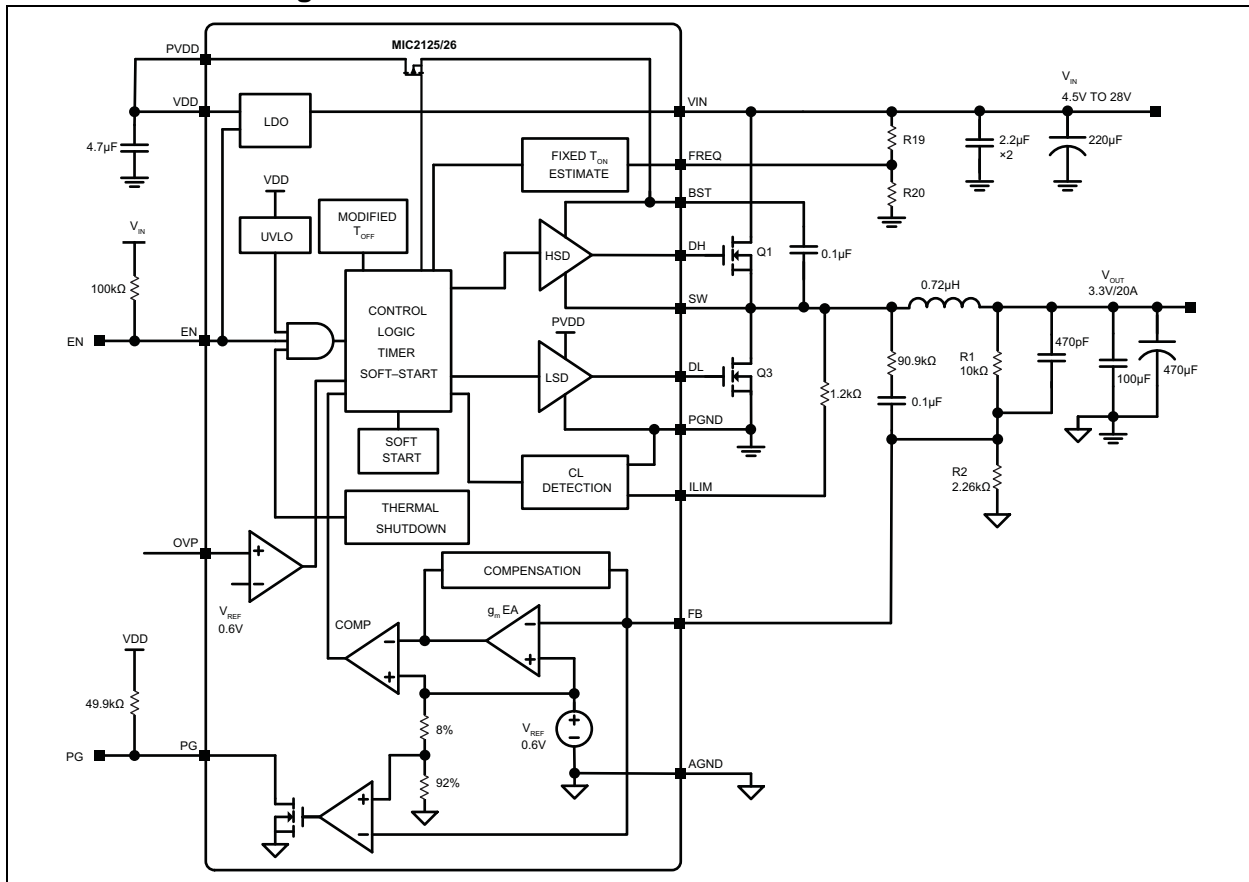 MIC2125/26
PVDD
VDD
LDO
4.7µF
VIN
V_IN
4.5V TO 28V
R19
2.2µF
×2
220µF
FIXED T_ON
ESTIMATE
FREQ
R20
VDD
UVLO
MODIFIED
T_OFF
BST
V_IN
100kΩ
HSD
DH
Q1
0.1µF
SW
0.72µH
V_OUT
3.3V/20A
EN
EN
CONTROL
LOGIC
TIMER
SOFT–START
PVDD
LSD
DL
Q3
1.2kΩ
90.9kΩ
0.1µF
R1
10kΩ
470pF
100µF
470µF
PGND
SOFT
START
CL
DETECTION
ILIM
R2
2.26kΩ
THERMAL
SHUTDOWN
OVP
+
−
V_REF
0.6V
COMPENSATION
FB
COMP
−
+
g_m EA
−
+
VDD
49.9kΩ
8%
+
−
V_REF
0.6V
PG
PG
92%
AGND
+
−